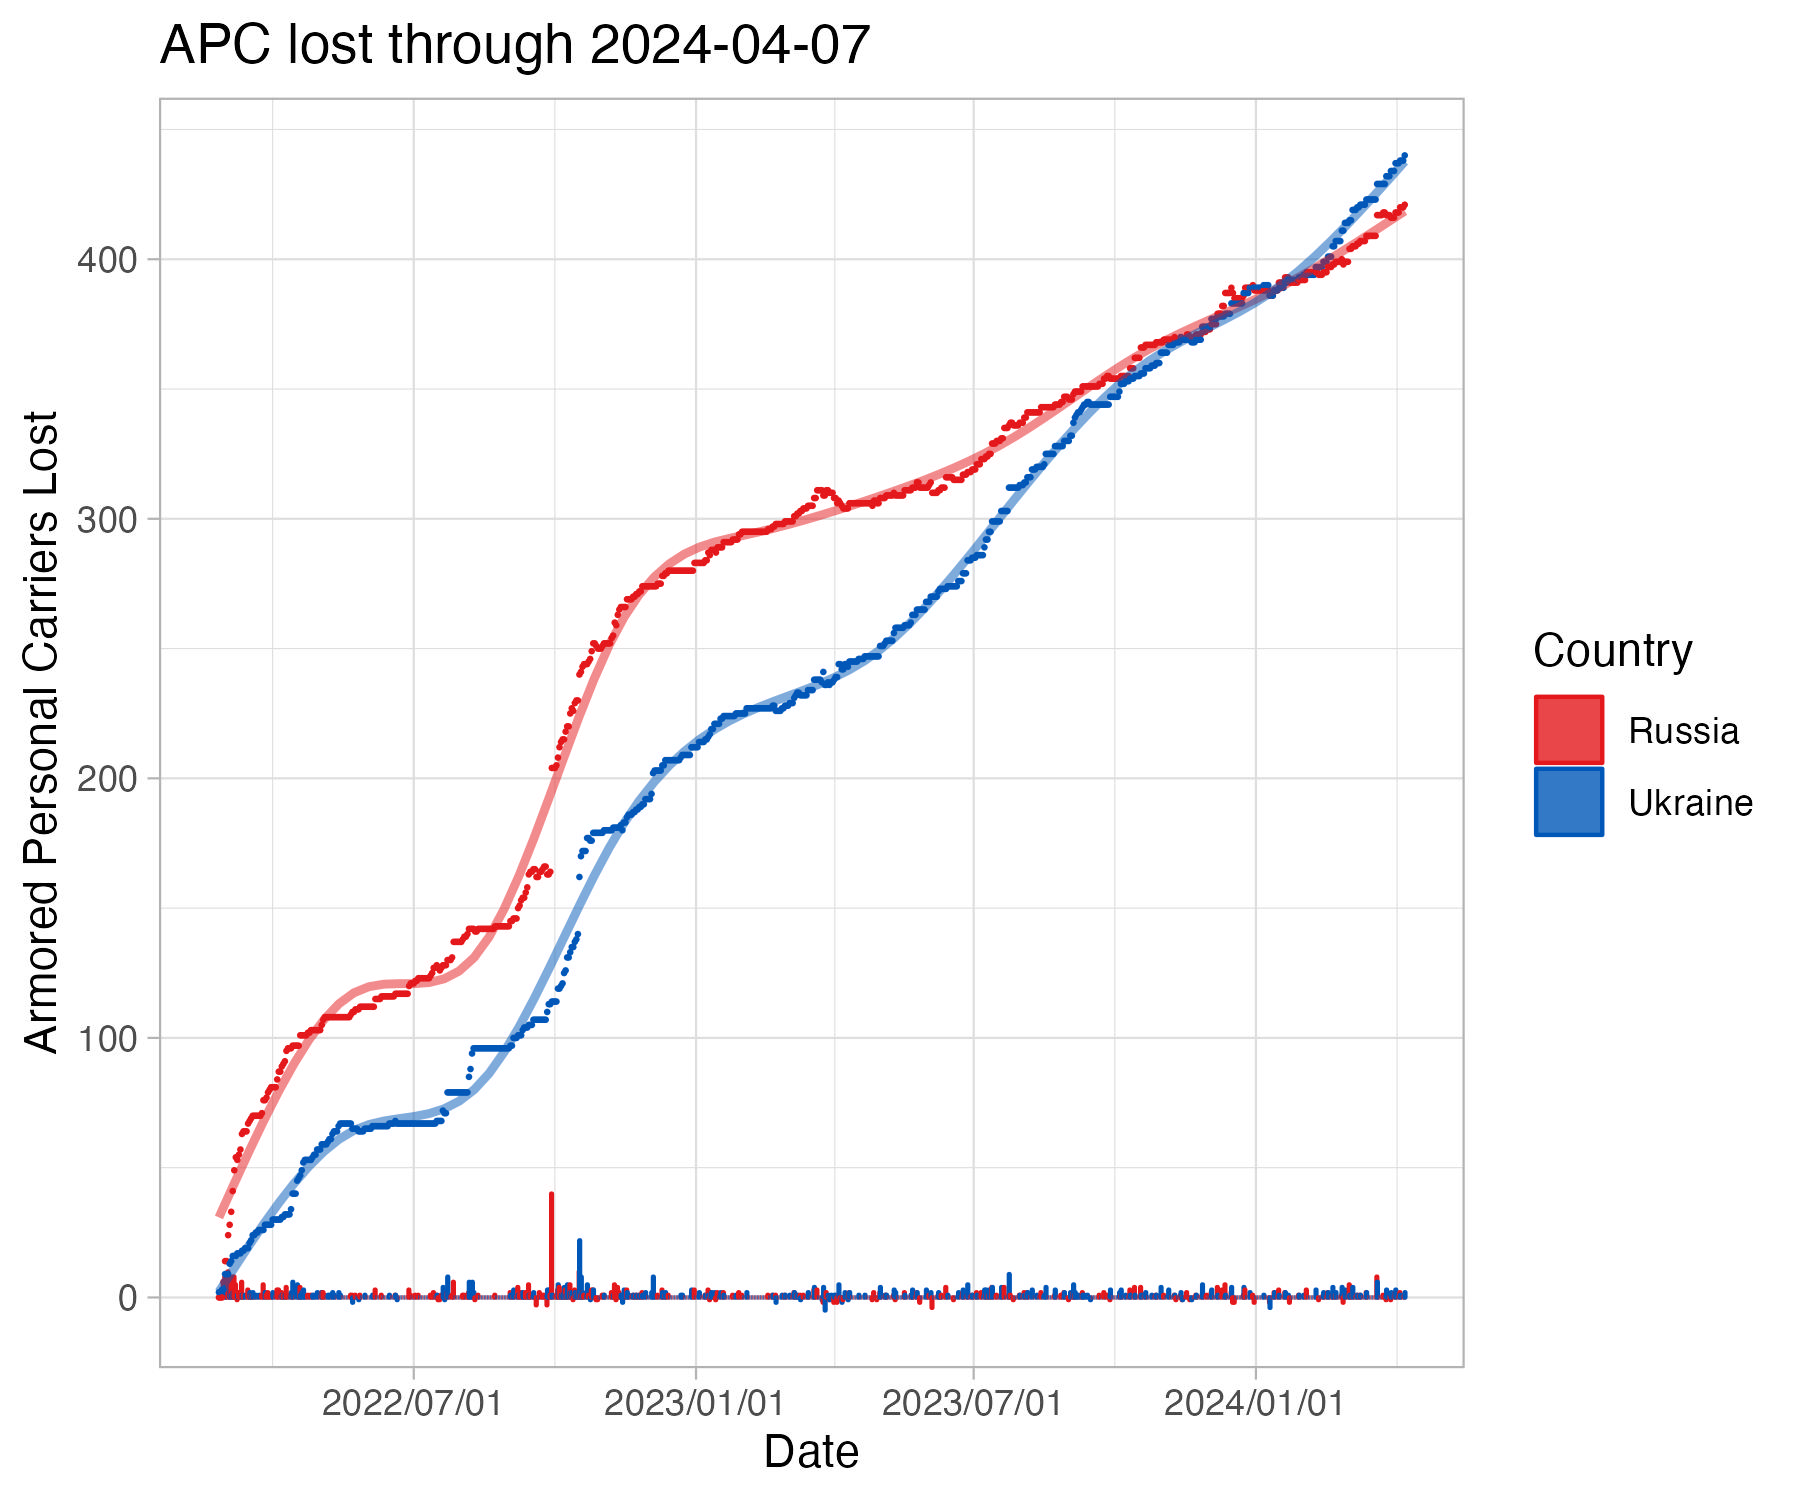 APC lost through 2024-04-07
Armored Personal Carriers Lost
400
300
200
100
0
2022/07/01
2023/01/01
2023/07/01
2024/01/01
Date
Country
Russia
Ukraine